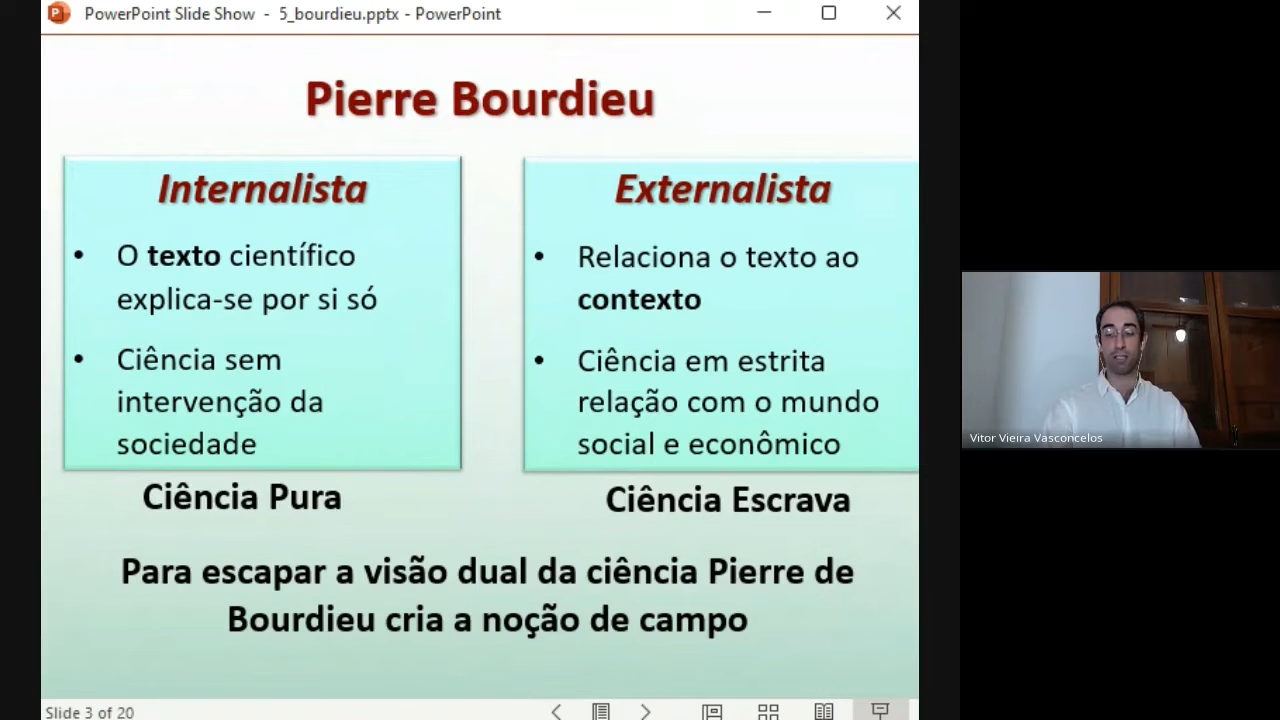 PowerPoint Slide Show - 5_bourdieu.pptx - PowerPoint
Pierre Bourdieu
Internalista
• O texto científico
explica-se por si só
• Ciência sem
intervenção da
sociedade
Ciência Pura
Externalista
• Relaciona o texto ao
contexto
• Ciência em estrita
relação com o mundo
social e econômico
Ciência Escrava
Para escapar a visão dual da ciência Pierre de
Bourdieu cria a noção de campo
Vitor Vieira Vasconcelos
Slide 3 of 20